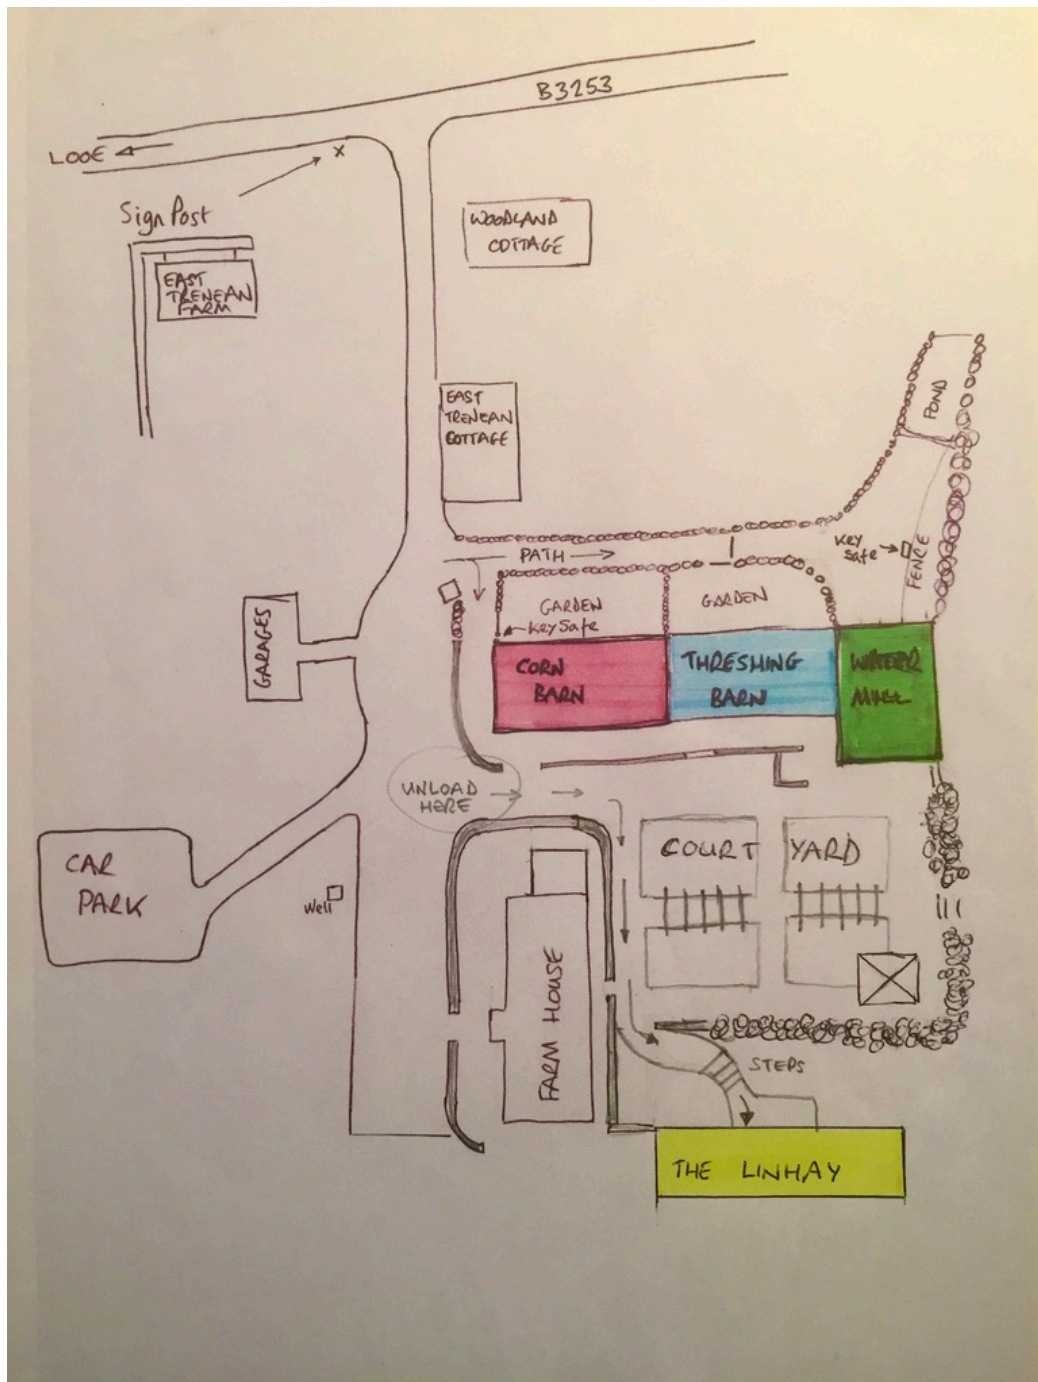 B3253
LOOE
x
Sign Post
EAST
TRENEAN
FARM
WOODLAND
COTTAGE
EAST
TRENEAN
COTTAGE
POND
PATH
Key
Safe
FENCE
GARDEN
GARDEN
Key Safe
GARAGES
CORN
BARN
THRESHING
BARN
WATER
MILL
UNLOAD
HERE
CAR
PARK
Well
COURT YARD
FARM HOUSE
STEPS
THE LINHAY